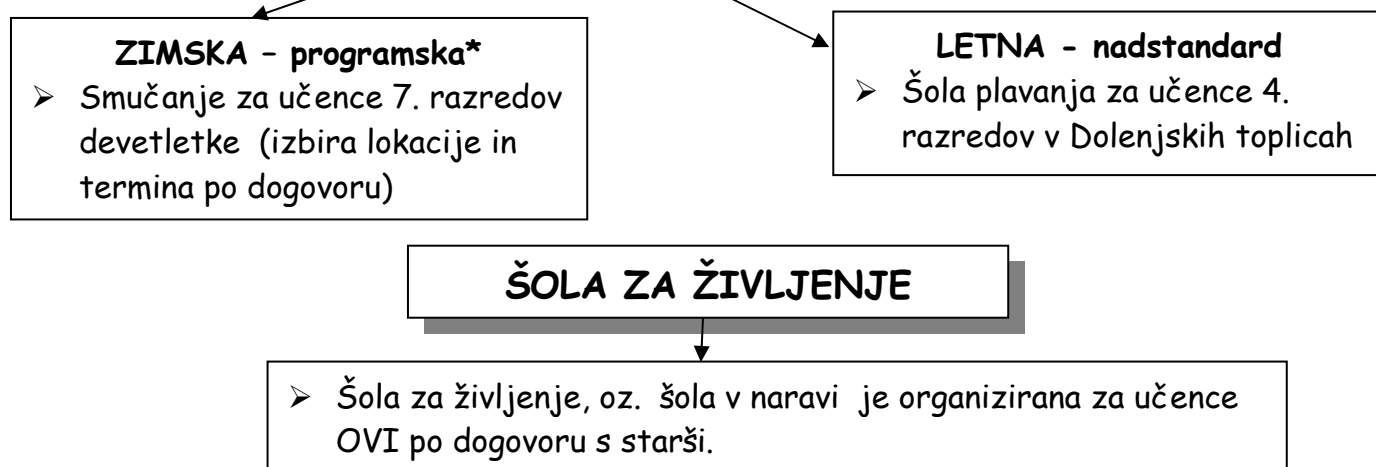 ZIMSKA – programska*
➢ Smučanje za učence 7. razredov
devetletke (izbira lokacije in
termina po dogovoru)
LETNA - nadstandard
➢ Šola plavanja za učence 4.
razredov v Dolenjskih toplicah
ŠOLA ZA ŽIVLJENJE
➢ Šola za življenje, oz. šola v naravi je organizirana za učence
OVI po dogovoru s starši.